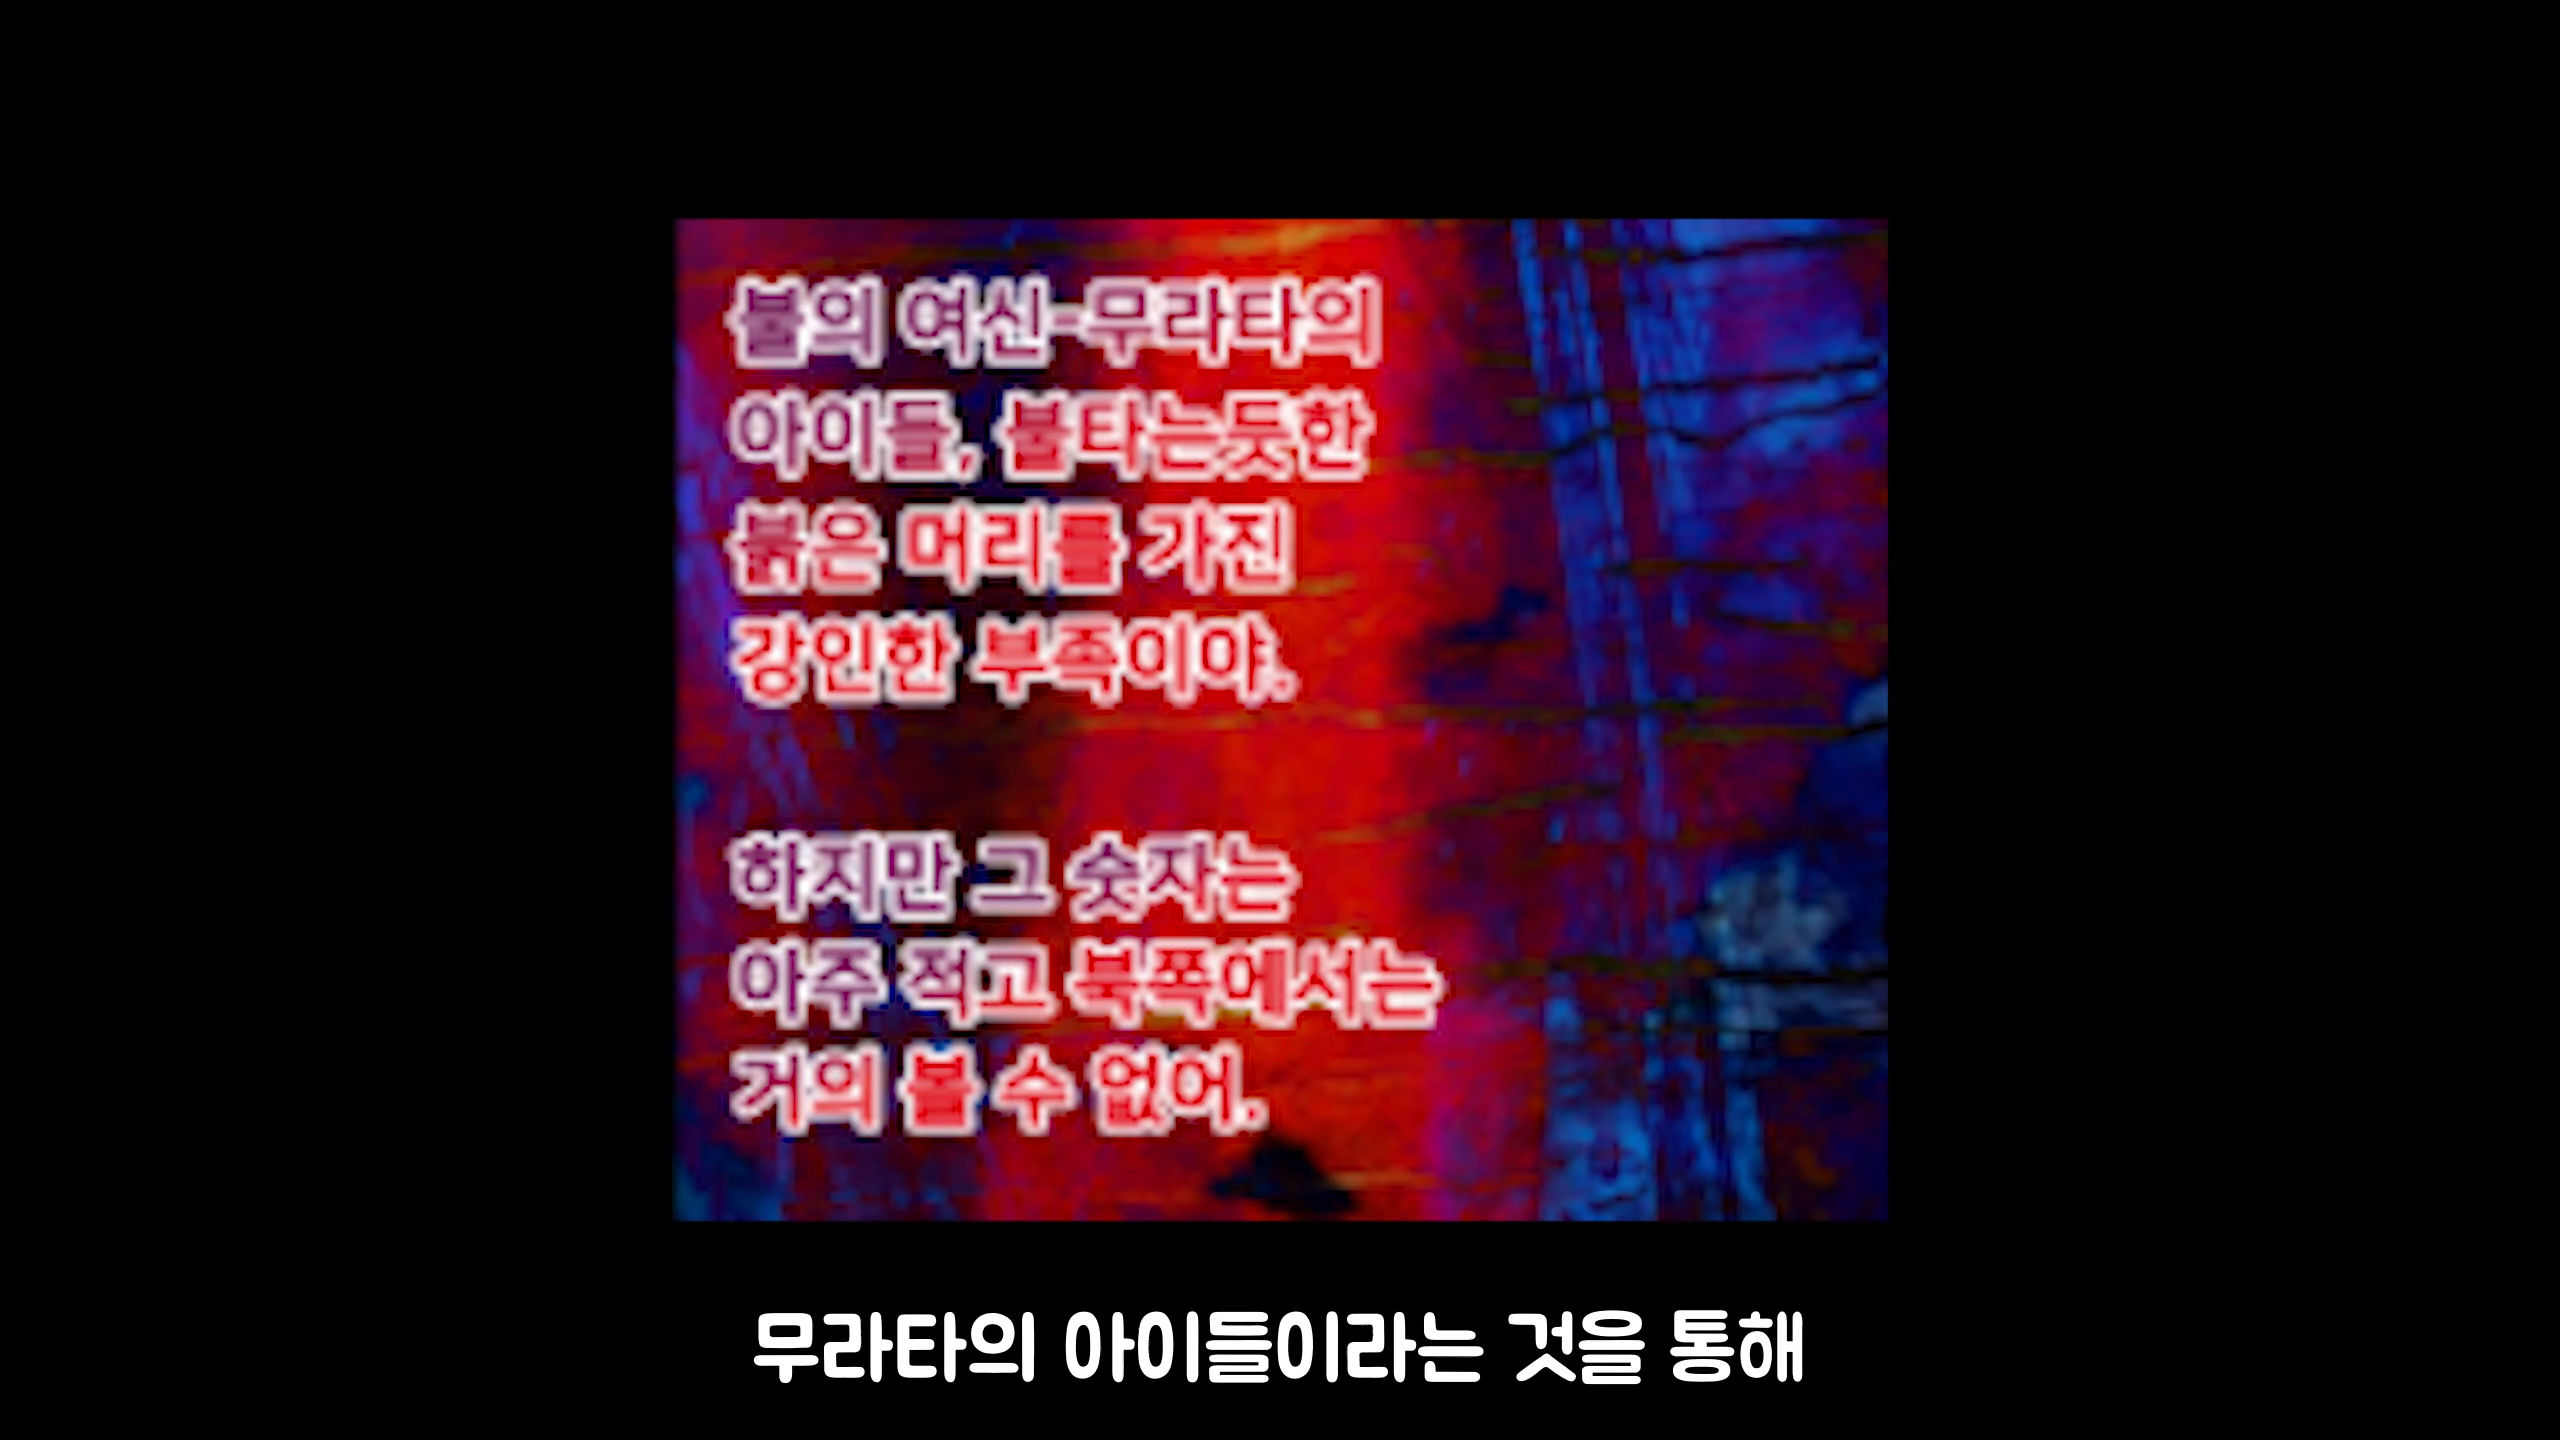 불의 여신-무라타의
아이들, 불타는듯한
붉은 머리를 가진
강인한 부족이야.
하지만 그 숫자는
아주 적고 북쪽에서는
거의 볼 수 없어.
무라타의 아이들이라는 것을 통해